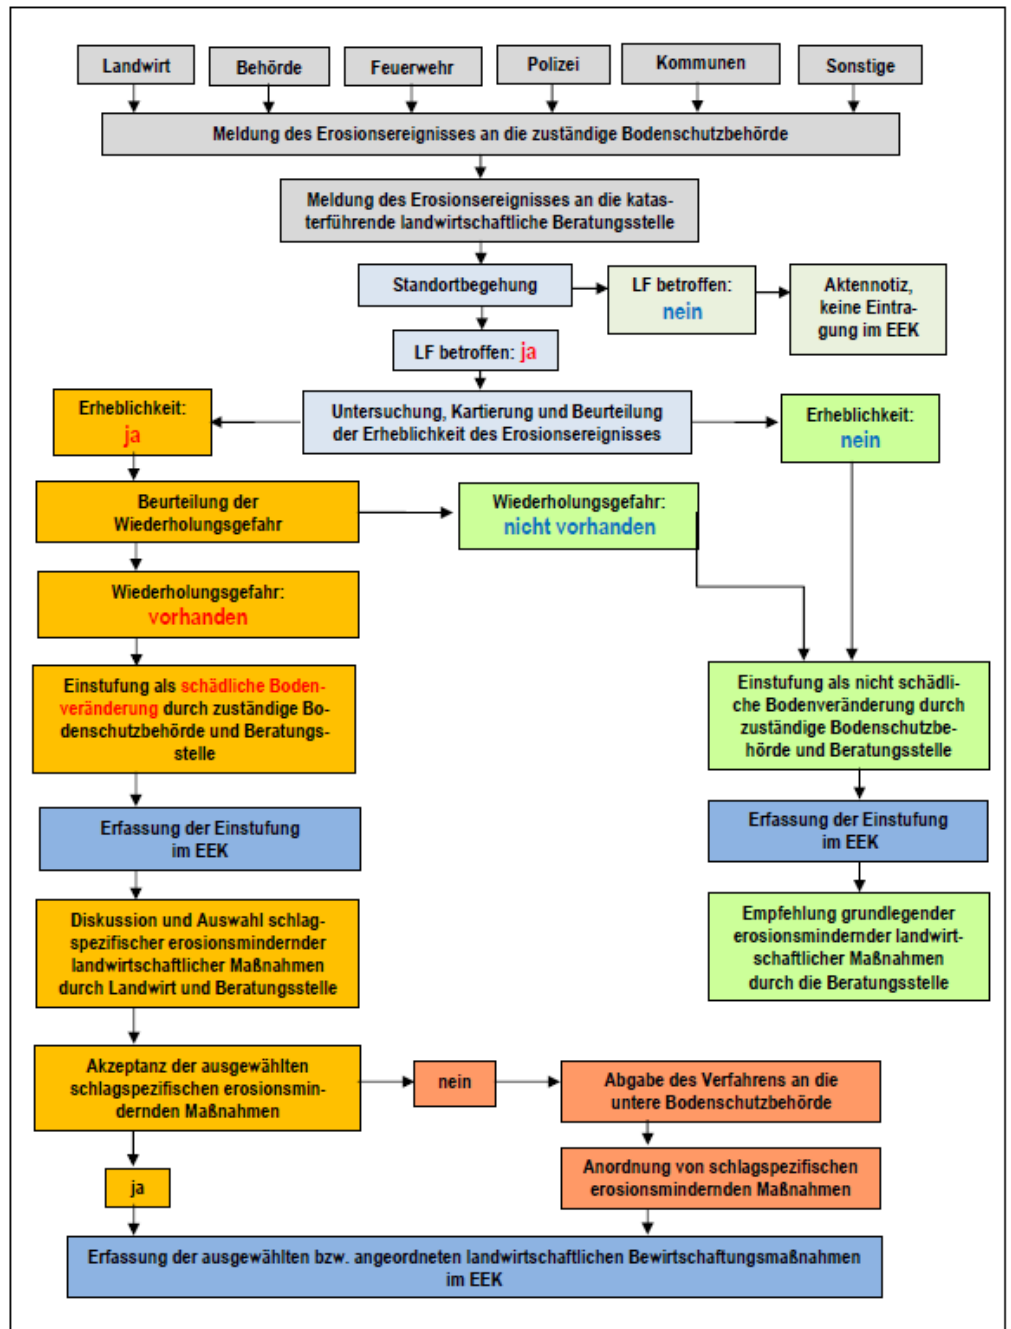 Landwirt
Behörde
Feuerwehr
Polizei
Kommunen
Sonstige
Meldung des Erosionsereignisses an die zuständige Bodenschutzbehörde
Meldung des Erosionsereignisses an die katas-
terführende landwirtschaftliche Beratungsstelle
Standortbegehung
LF betroffen:
nein
Aktennotiz,
keine Eintra-
gung im EEK
LF betroffen: ja
Erheblichkeit:
ja
Untersuchung, Kartierung und Beurteilung
der Erheblichkeit des Erosionsereignisses
Erheblichkeit:
nein
Beurteilung der
Wiederholungsgefahr
Wiederholungsgefahr:
nicht vorhanden
Wiederholungsgefahr:
vorhanden
Einstufung als schädliche Boden-
veränderung durch zuständige Bo-
denschutzbehörde und Beratungs-
stelle
Einstufung als nicht schädli-
che Bodenveränderung durch
zuständige Bodenschutzbe-
hörde und Beratungsstelle
Erfassung der Einstufung
im EEK
Erfassung der Einstufung
im EEK
Diskussion und Auswahl schlag-
spezifischer erosionsmindernder
landwirtschaftlicher Maßnahmen
durch Landwirt und Beratungsstelle
Empfehlung grundlegender
erosionsmindernder landwirt-
schaftlicher Maßnahmen
durch die Beratungsstelle
Akzeptanz der ausgewählten
schlagspezifischen erosionsmin-
dernden Maßnahmen
nein
Abgabe des Verfahrens an die
untere Bodenschutzbehörde
Anordnung von schlagspezifischen
erosionsmindernden Maßnahmen
ja
Erfassung der ausgewählten bzw. angeordneten landwirtschaftlichen Bewirtschaftungsmaßnahmen
im EEK